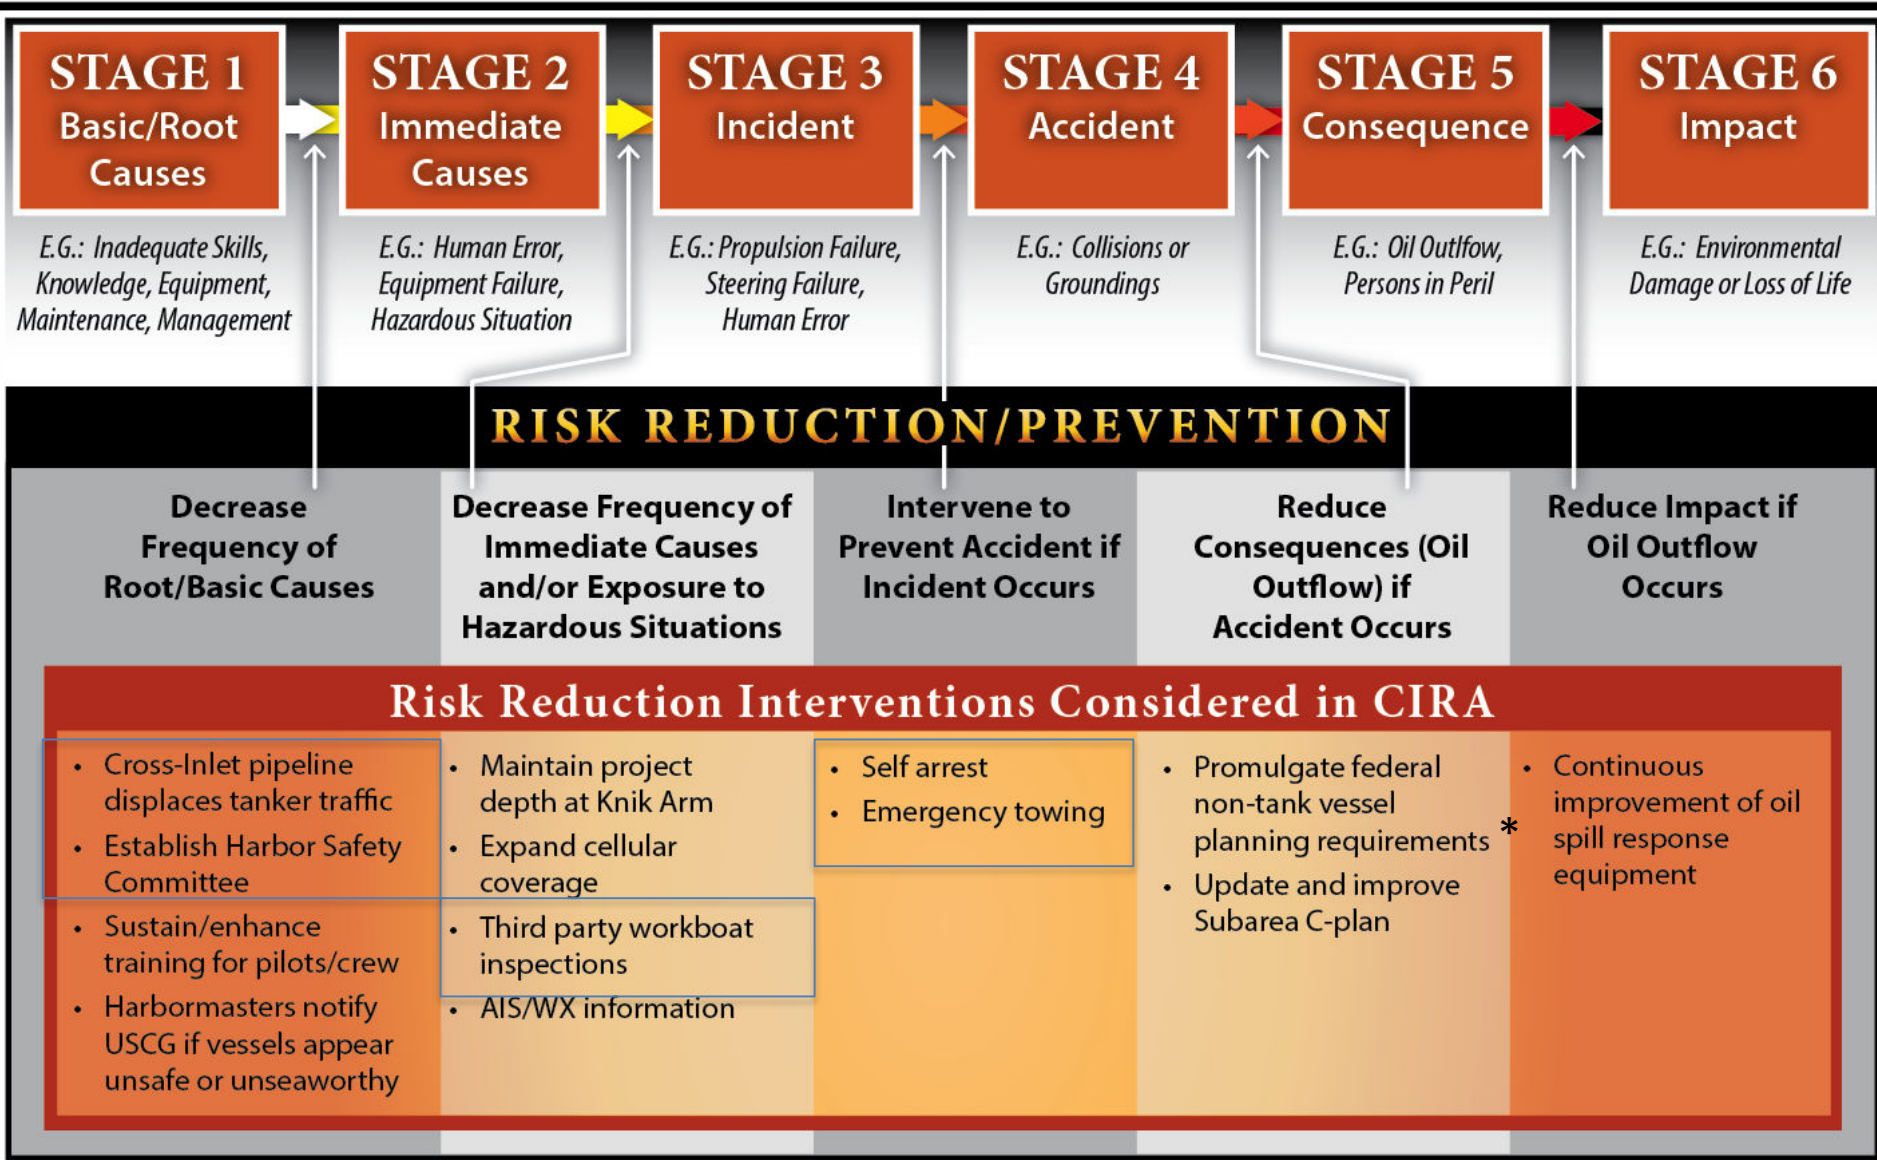 STAGE 1
Basic/Root
Causes
STAGE 2
Immediate
Causes
STAGE 3
Incident
STAGE 4
Accident
STAGE 5
Consequence
STAGE 6
Impact
E.G.: Inadequate Skills,
Knowledge, Equipment,
Maintenance, Management
E.G.: Human Error,
Equipment Failure,
Hazardous Situation
E.G.: Propulsion Failure,
Steering Failure,
Human Error
E.G.: Collisions or
Groundings
E.G.: Oil Outlfow,
Persons in Peril
E.G.: Environmental
Damage or Loss of Life
RISK REDUCTION/PREVENTION
Decrease
Frequency of
Root/Basic Causes
Decrease Frequency of
Immediate Causes
and/or Exposure to
Hazardous Situations
Intervene to
Prevent Accident if
Incident Occurs
Reduce
Consequences (Oil
Outflow) if
Accident Occurs
Reduce Impact if
Oil Outflow
Occurs
Risk Reduction Interventions Considered in CIRA
• Cross-Inlet pipeline
displaces tanker traffic
• Establish Harbor Safety
Committee
• Sustain/enhance
training for pilots/crew
• Harbormasters notify
USCG if vessels appear
unsafe or unseaworthy
• Maintain project
depth at Knik Arm
• Expand cellular
coverage
• Third party workboat
inspections
• AIS/WX information
• Self arrest
• Emergency towing
• Promulgate federal
non-tank vessel
planning requirements *
• Update and improve
Subarea C-plan
• Continuous
improvement of oil
spill response
equipment